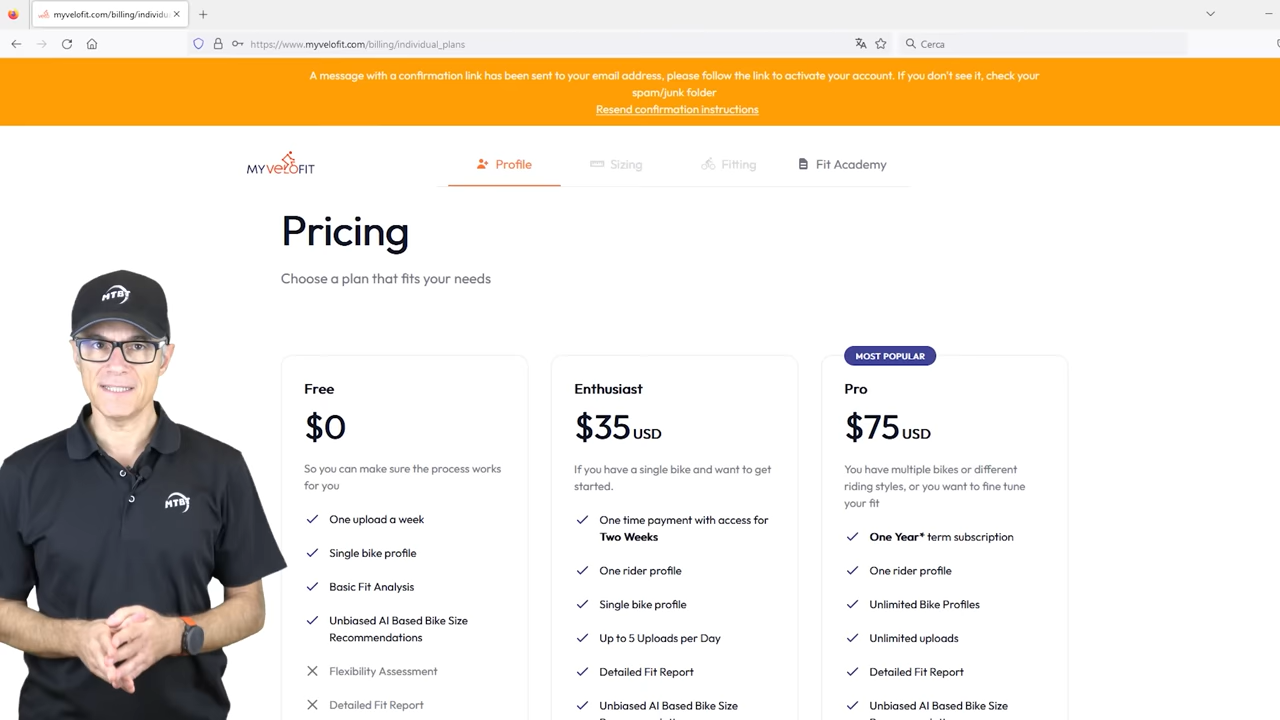 myvelofit.com/billing/individu
https://www.myvelofit.com/billing/individual_plans
Cerca
A message with a confirmation link has been sent to your email address, please follow the link to activate your account. If you don't see it, check your
spam/junk folder
Resend confirmation instructions
MYVELOFIT
Profile
Sizing
Fitting
Fit Academy
Pricing
Choose a plan that fits your needs
Free
$0
So you can make sure the process works
for you
One upload a week
Single bike profile
Basic Fit Analysis
Unbiased AI Based Bike Size
Recommendations
Flexibility Assessment
Detailed Fit Report
Enthusiast
$35 USD
If you have a single bike and want to get
started.
One time payment with access for
Two Weeks
One rider profile
Single bike profile
Up to 5 Uploads per Day
Detailed Fit Report
Unbiased AI Based Bike Size
MOST POPULAR
Pro
$75 USD
You have multiple bikes or different
riding styles, or you want to fine tune
your fit
One Year* term subscription
One rider profile
Unlimited Bike Profiles
Unlimited uploads
Detailed Fit Report
Unbiased AI Based Bike Size
MTBT
MTBT